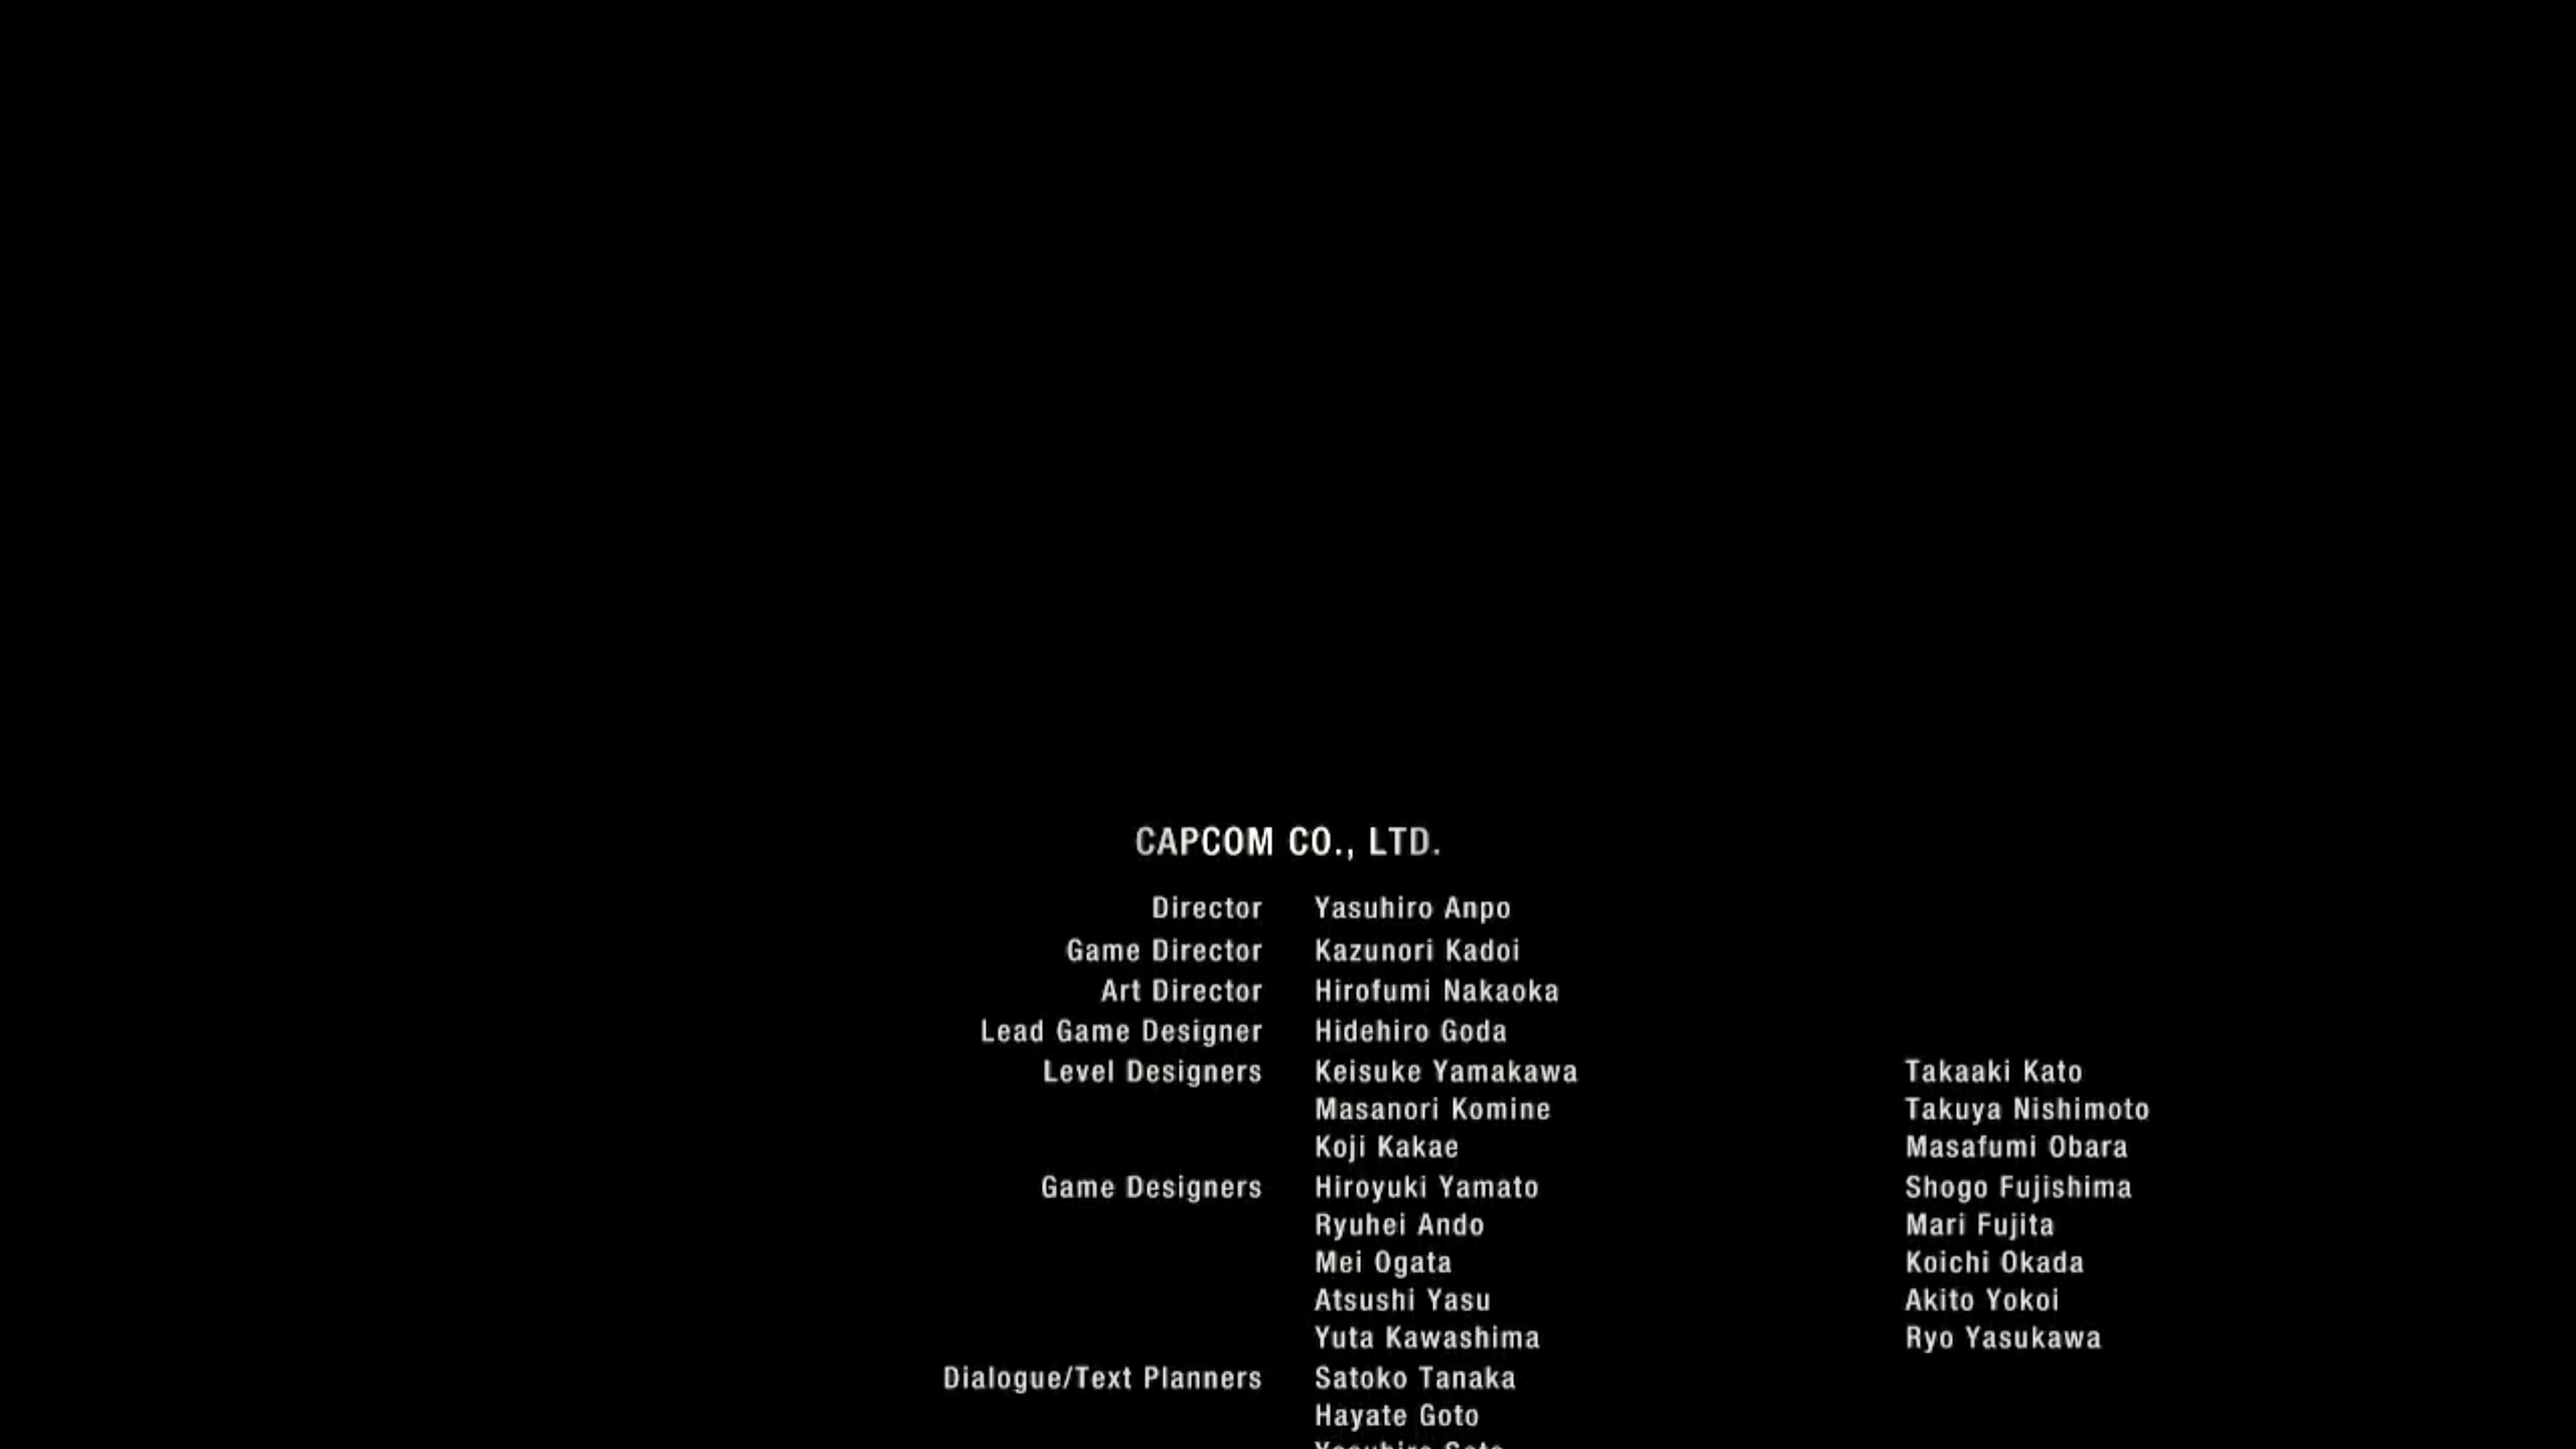 CAPCOM CO., LTD.
Director Yasuhiro Anpo
Game Director Kazunori Kadoi
Art Director Hirofumi Nakaoka
Lead Game Designer Hidehiro Goda
Level Designers Keisuke Yamakawa Takaaki Kato
Masanori Komine Takuya Nishimoto
Koji Kakae Masafumi Obara
Game Designers Hiroyuki Yamato Shogo Fujishima
Ryuhei Ando Mari Fujita
Mei Ogata Koichi Okada
Atsushi Yasu Akito Yokoi
Yuta Kawashima Ryo Yasukawa
Dialogue/Text Planners Satoko Tanaka
Hayate Goto